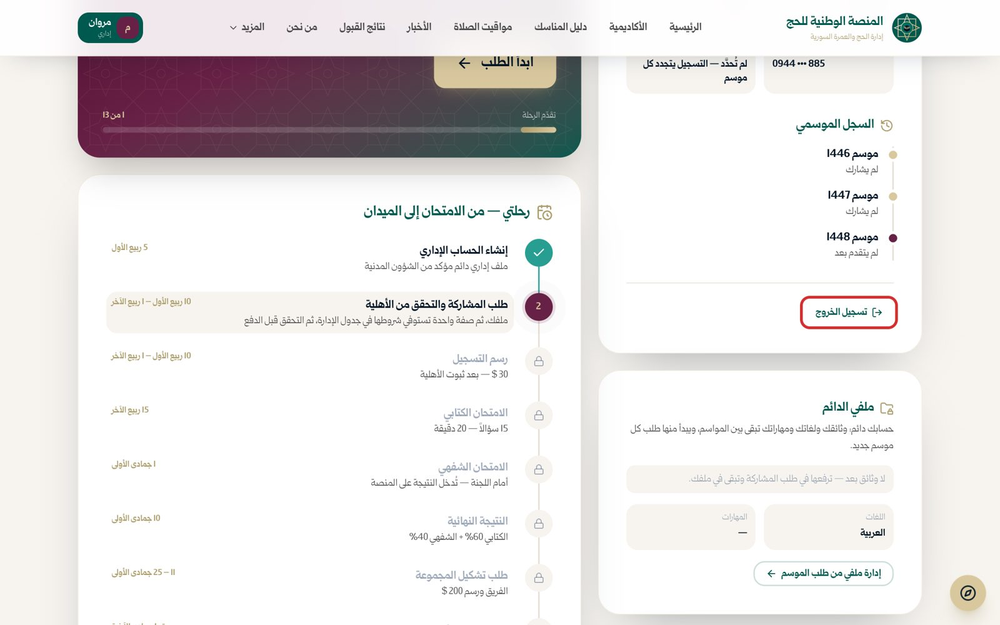 المنصة الوطنية للحج
إدارة الحج والعمرة السورية
الرئيسية
الأكاديمية
دليل المناسك
مواقيت الصلاة
الأخبار
نتائج القبول
من نحن
المزيد
م
مروان
إداري
0944 ••• 885
لم تُحدَّد — التسجيل يتجدد كل
موسم
السجل الموسمي
موسم 1446
لم يشارك
موسم 1447
لم يشارك
موسم 1448
لم يتقدم بعد
تسجيل الخروج
ملفي الدائم
حسابك دائم: وثائقك ولغاتك ومهاراتك تبقى بين المواسم، ويبدأ منها طلب كل
موسم جديد.
لا وثائق بعد — ترفعها في طلب المشاركة وتبقى في ملفك.
اللغات
العربية
المهارات
—
إدارة ملفي من طلب الموسم
ابدأ الطلب
تقدّم الرحلة
1 من 13
رحلتي — من الامتحان إلى الميدان
إنشاء الحساب الإداري
5 ربيع الأول
ملف إداري دائم مؤكد من الشؤون المدنية
2
طلب المشاركة والتحقق من الأهلية
10 ربيع الأول – 1 ربيع الآخر
ملفك، ثم صفة واحدة تستوفي شروطها في جدول الإدارة، ثم التحقق قبل الدفع
رسم التسجيل
10 ربيع الأول – 1 ربيع الآخر
30 $ — بعد ثبوت الأهلية
الامتحان الكتابي
15 ربيع الآخر
15 سؤالاً — 20 دقيقة
الامتحان الشفهي
1 جمادى الأولى
أمام اللجنة — تُدخل النتيجة على المنصة
النتيجة النهائية
10 جمادى الأولى
الكتابي 60% + الشفهي 40%
طلب تشكيل المجموعة
11 – 25 جمادى الأولى
الفريق ورسم 200 $